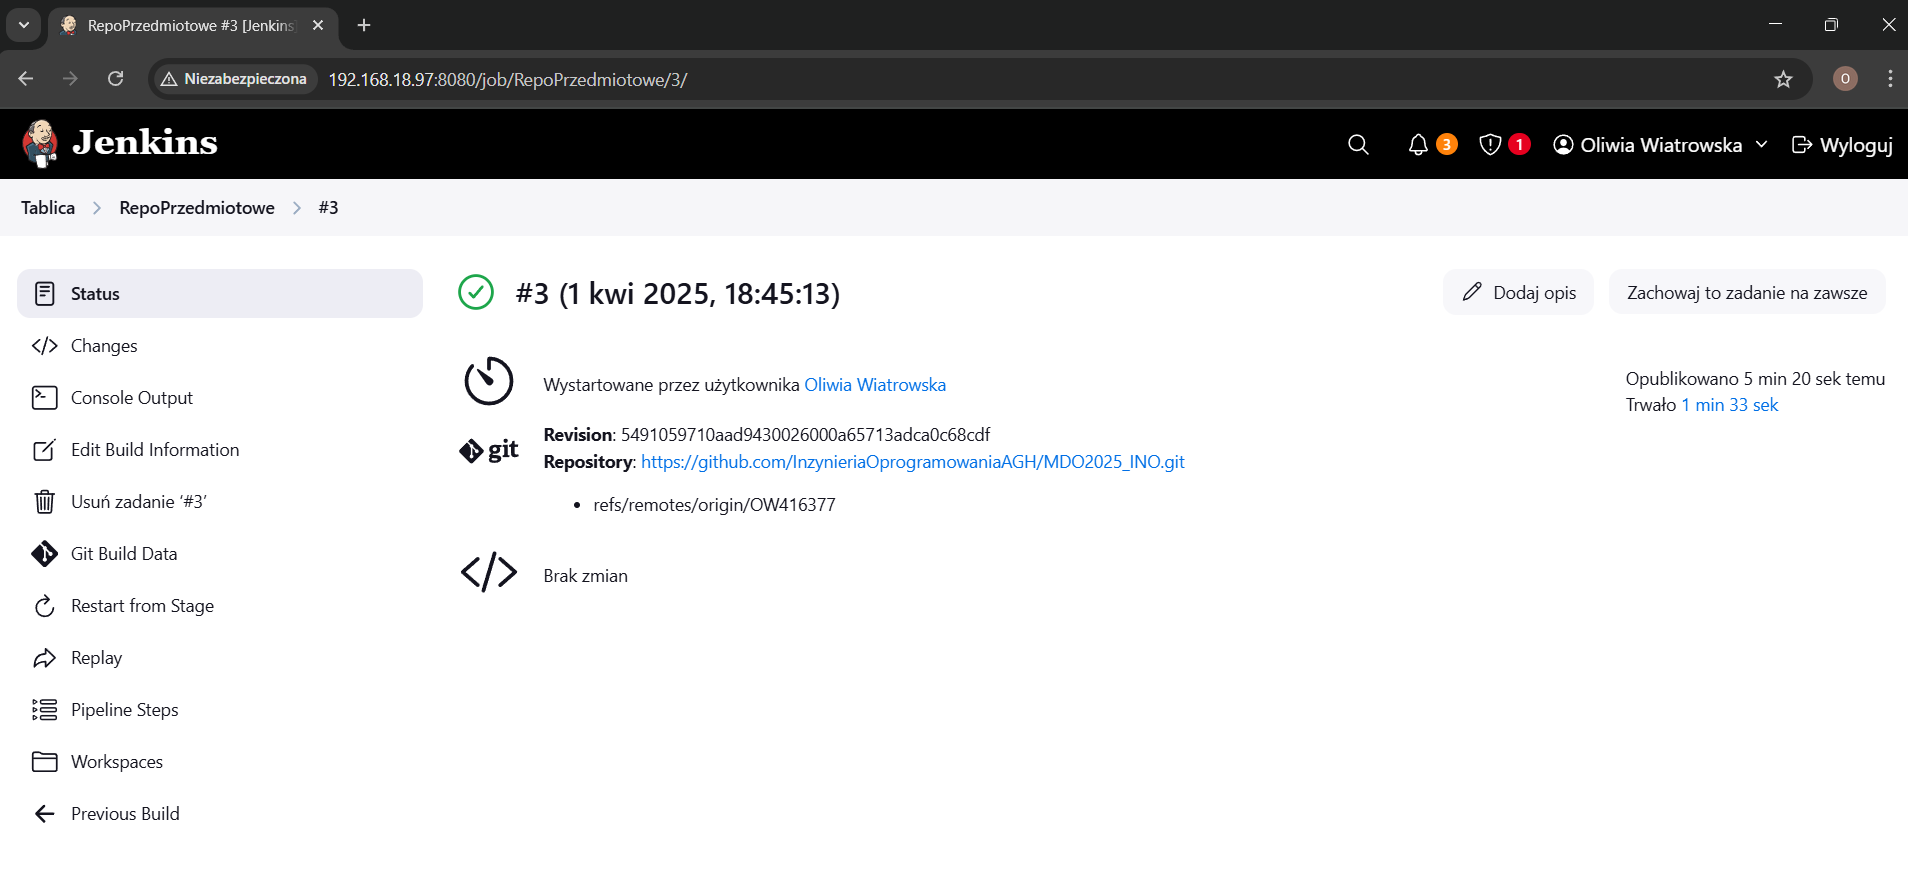 RepoPrzedmiotowe #3 [Jenkins]
Niezabezpieczona
192.168.18.97:8080/job/RepoPrzedmiotowe/3/
O
Jenkins
3
1
Oliwia Wiatrowska
Wyloguj
Tablica
RepoPrzedmiotowe
#3
Status
Changes
Console Output
Edit Build Information
Usuń zadanie ‘#3’
Git Build Data
Restart from Stage
Replay
Pipeline Steps
Workspaces
Previous Build
#3 (1 kwi 2025, 18:45:13)
Dodaj opis
Zachowaj to zadanie na zawsze
Wystartowane przez użytkownika Oliwia Wiatrowska
Opublikowano 5 min 20 sek temu
Trwało 1 min 33 sek
git
Revision: 5491059710aad9430026000a65713adca0c68cdf
Repository: https://github.com/InzynieriaOprogramowaniaAGH/MDO2025_INO.git
• refs/remotes/origin/OW416377
Brak zmian